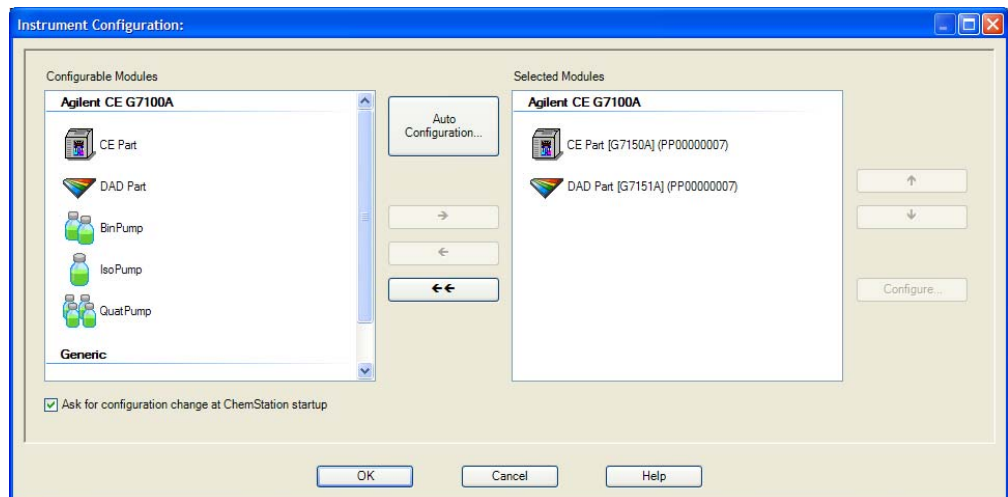 Instrument Configuration:
Configurable Modules
Agilent CE G7100A
CE Part
DAD Part
BinPump
IsoPump
QuatPump
Generic
Auto
Configuration...
→
←
←←
Selected Modules
Agilent CE G7100A
CE Part [G7150A] (PP00000007)
DAD Part [G7151A] (PP00000007)
↑
↓
Configure...
Ask for configuration change at ChemStation startup
OK
Cancel
Help